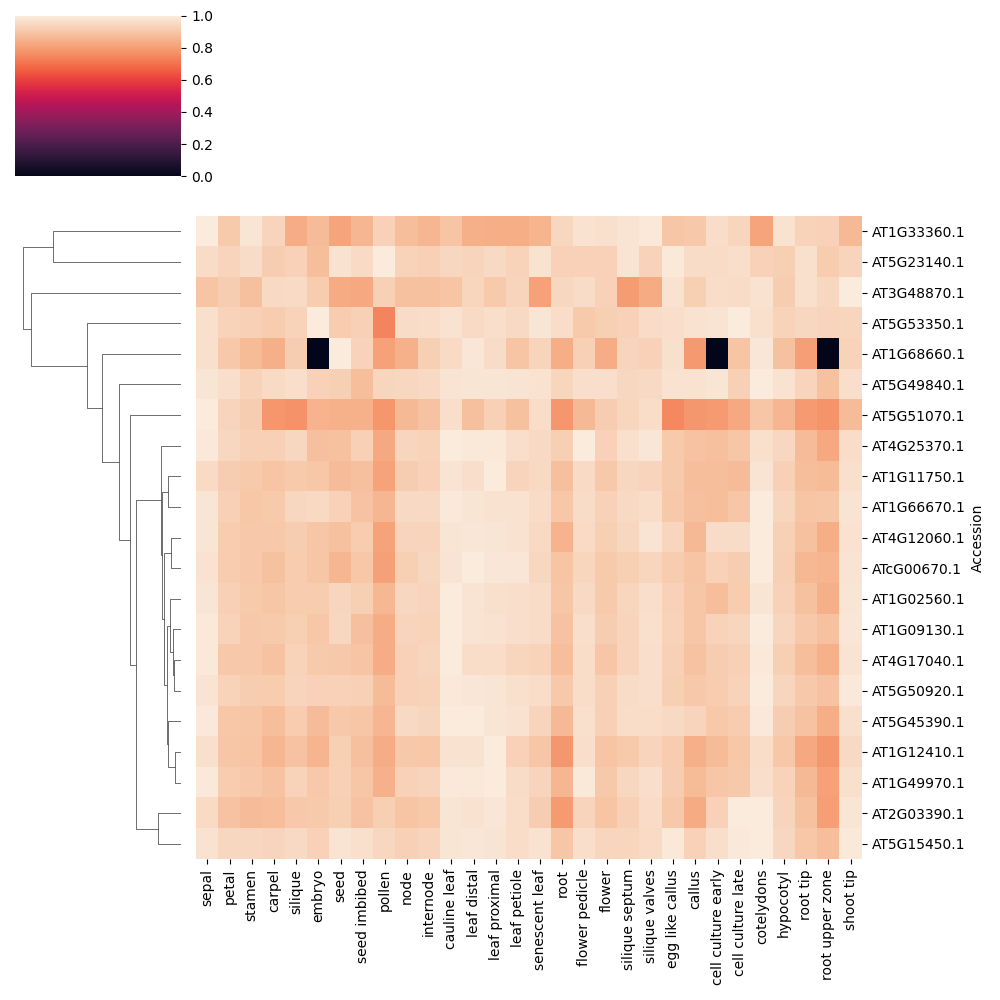 1.0
0.8
0.6
0.4
0.2
0.0
AT1G33360.1
AT5G23140.1
AT3G48870.1
AT5G53350.1
AT1G68660.1
AT5G49840.1
AT5G51070.1
AT4G25370.1
AT1G11750.1
AT1G66670.1
AT4G12060.1
ATcG00670.1
AT1G02560.1
AT1G09130.1
AT4G17040.1
AT5G50920.1
AT5G45390.1
AT1G12410.1
AT1G49970.1
AT2G03390.1
AT5G15450.1
Accession
sepal
petal
stamen
carpel
silique
embryo
seed
seed imbibed
pollen
node
internode
cauline leaf
leaf distal
leaf proximal
leaf petiole
senescent leaf
root
flower pedicle
flower
silique septum
silique valves
egg like callus
callus
cell culture early
cell culture late
cotelydons
hypocotyl
root tip
root upper zone
shoot tip